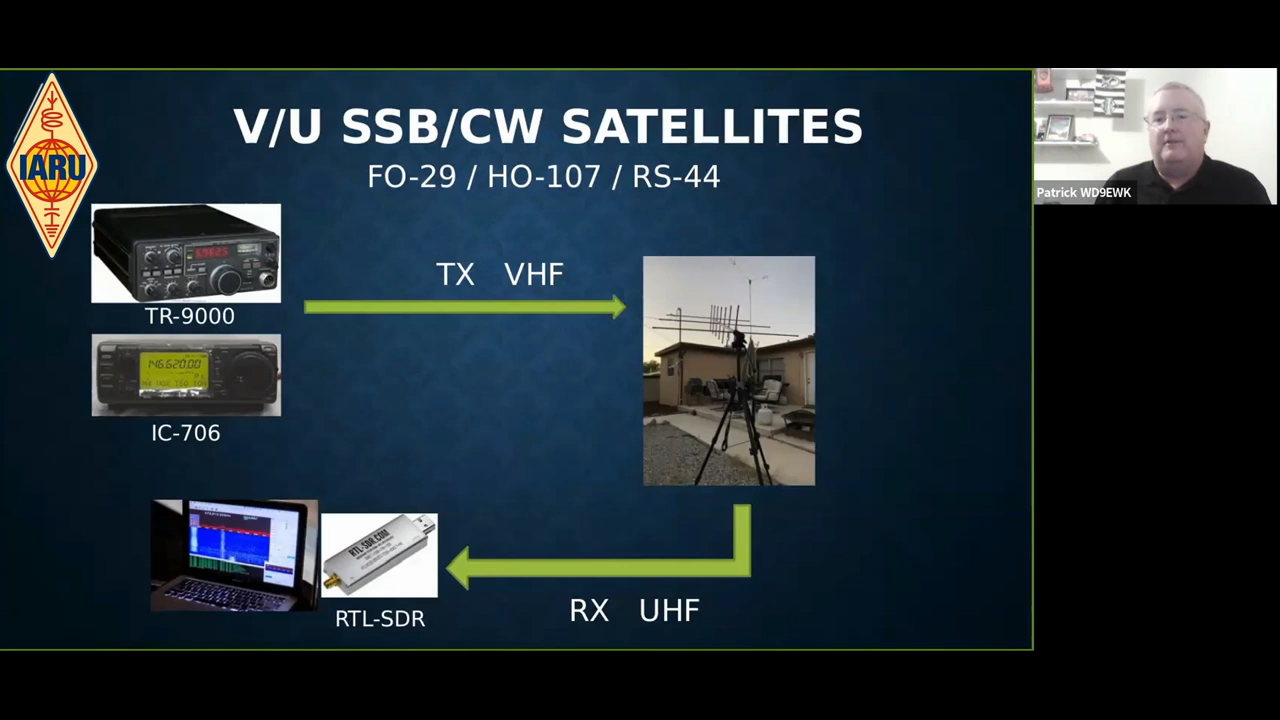 V/U SSB/CW SATELLITES
FO-29 / HO-107 / RS-44
IARU
TR-9000
TX VHF
146.520.00
IC-706
RTL-SDR.COM
RTL-SDR
RX UHF
Patrick WD9EWK